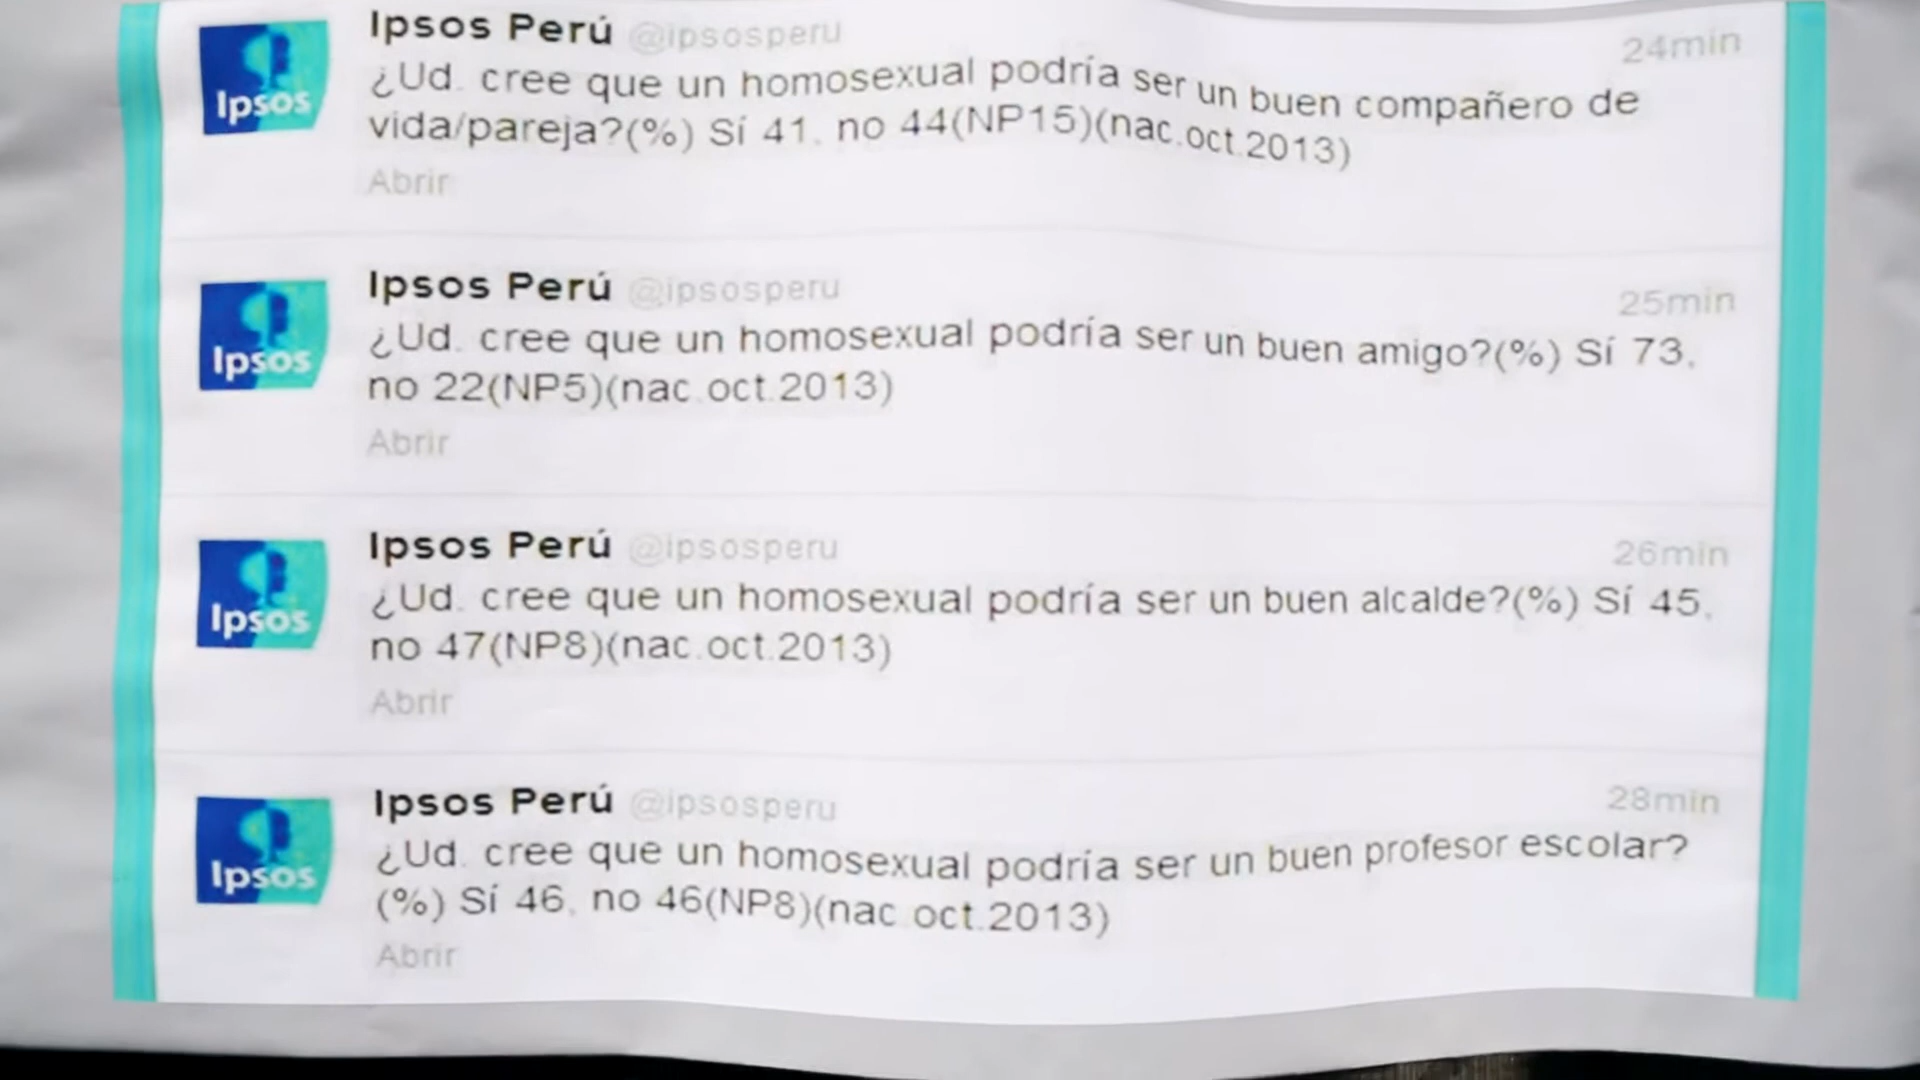 Ipsos Perú @ipsosperu 24min
Ipsos
¿Ud. cree que un homosexual podría ser un buen compañero de
vida/pareja?(%) Sí 41, no 44(NP15)(nac.oct.2013)
Abrir
Ipsos Perú @ipsosperu 25min
Ipsos
¿Ud. cree que un homosexual podría ser un buen amigo?(%) Sí 73,
no 22(NP5)(nac.oct.2013)
Abrir
Ipsos Perú @ipsosperu 26min
Ipsos
¿Ud. cree que un homosexual podría ser un buen alcalde?(%) Sí 45,
no 47(NP8)(nac.oct.2013)
Abrir
Ipsos Perú @ipsosperu 28min
Ipsos
¿Ud. cree que un homosexual podría ser un buen profesor escolar?
(%) Sí 46, no 46(NP8)(nac.oct.2013)
Abrir